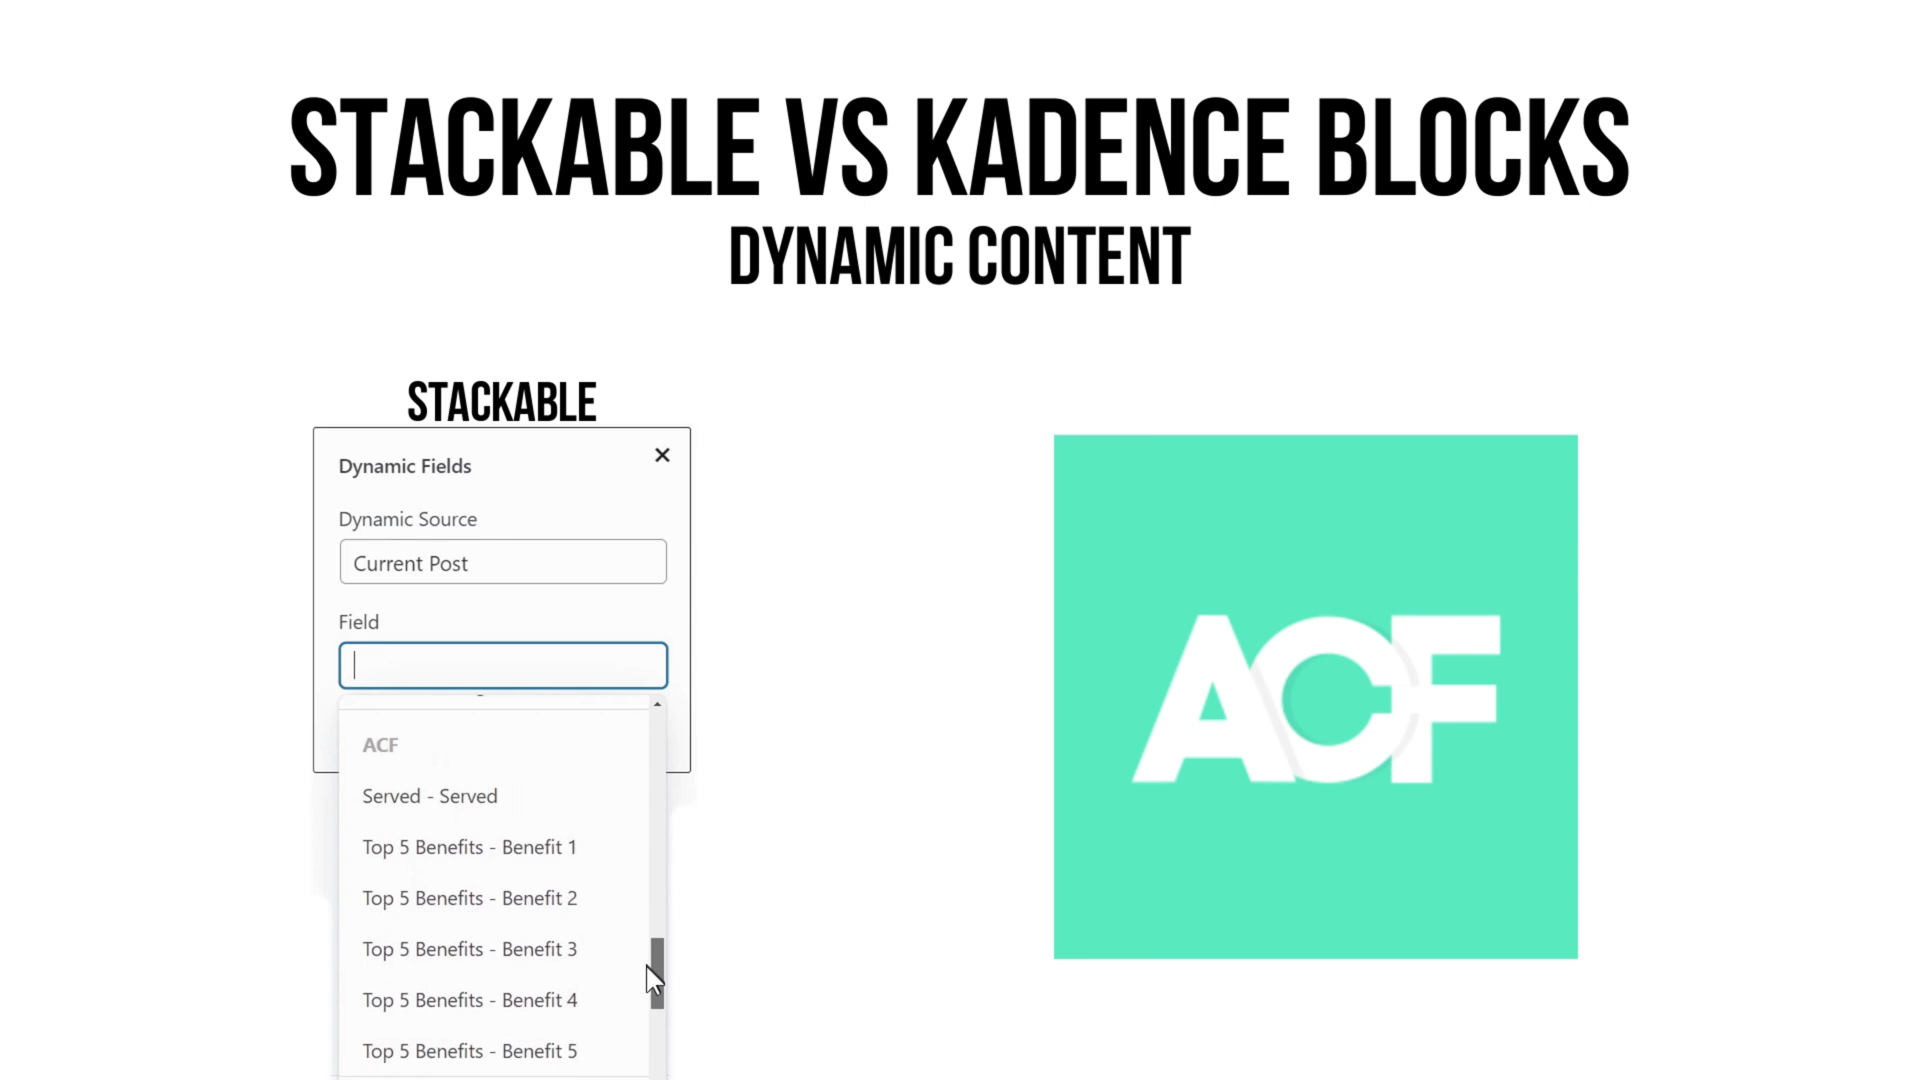 STACKABLE VS KADENCE BLOCKS
DYNAMIC CONTENT
STACKABLE
Dynamic Fields
Dynamic Source
Current Post
Field
ACF
Served - Served
Top 5 Benefits - Benefit 1
Top 5 Benefits - Benefit 2
Top 5 Benefits - Benefit 3
Top 5 Benefits - Benefit 4
Top 5 Benefits - Benefit 5
ACF